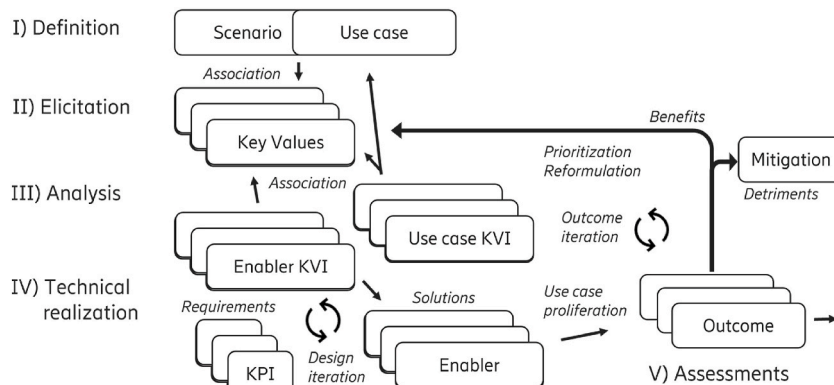 I) Definition
Scenario
Use case
Association
II) Elicitation
Key Values
Benefits
Prioritization
Reformulation
Mitigation
Detriments
III) Analysis
Association
Use case KVI
Outcome
iteration
Enabler KVI
IV) Technical
realization
Requirements
KPI
Design
iteration
Solutions
Enabler
Use case
proliferation
Outcome
V) Assessments